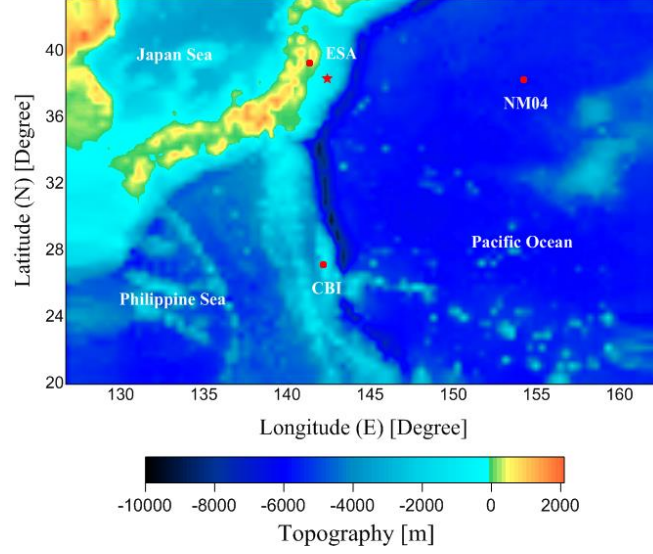 40
36
32
28
24
20
Latitude (N) [Degree]
Japan Sea
ESA
NM04
Pacific Ocean
CBI
Philippine Sea
130
135
140
145
150
155
160
Longitude (E) [Degree]
-10000
-8000
-6000
-4000
-2000
0
2000
Topography [m]